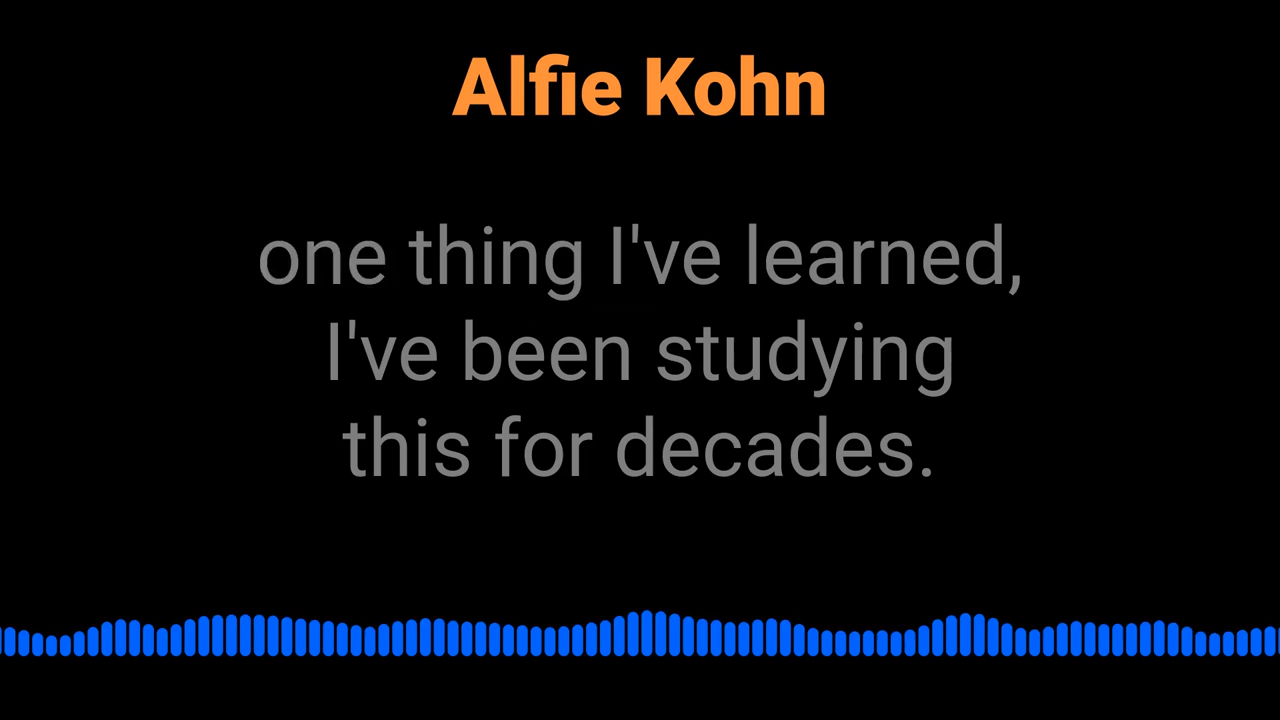 Alfie Kohn
one thing I've learned,
I've been studying
this for decades.